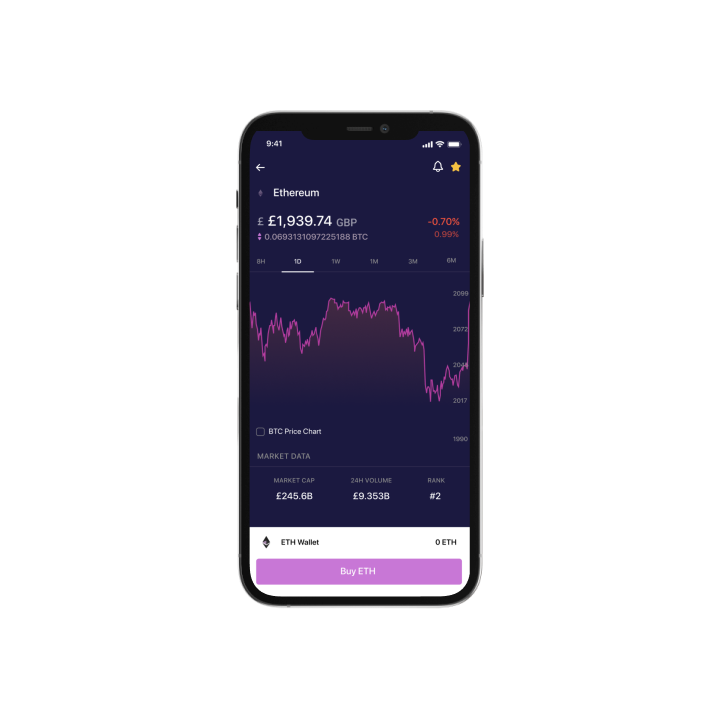 9:41
Ethereum
£ £1,939.74 GBP -0.70%
0.0693131097225188 BTC 0.99%
8H 1D 1W 1M 3M 6M
2099
2072
2045
2017
BTC Price Chart
1990
MARKET DATA
MARKET CAP 24H VOLUME RANK
£245.6B £9.353B #2
ETH Wallet 0 ETH
Buy ETH